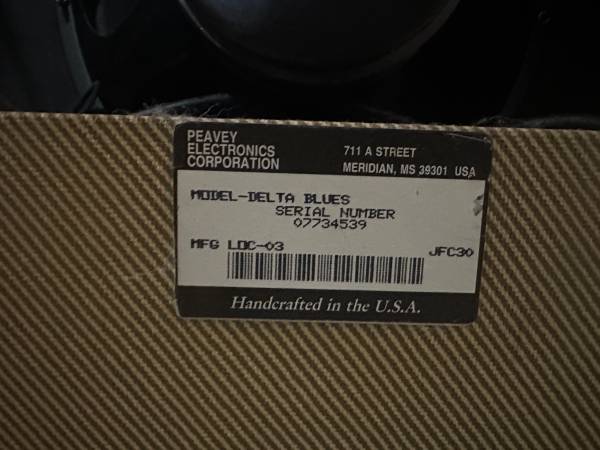 PEAVEY
ELECTRONICS
CORPORATION
711 A STREET
MERIDIAN, MS 39301 USA
MODEL-DELTA BLUES
SERIAL NUMBER
07734539
MFG LOC-03
JFC30
Handcrafted in the U.S.A.